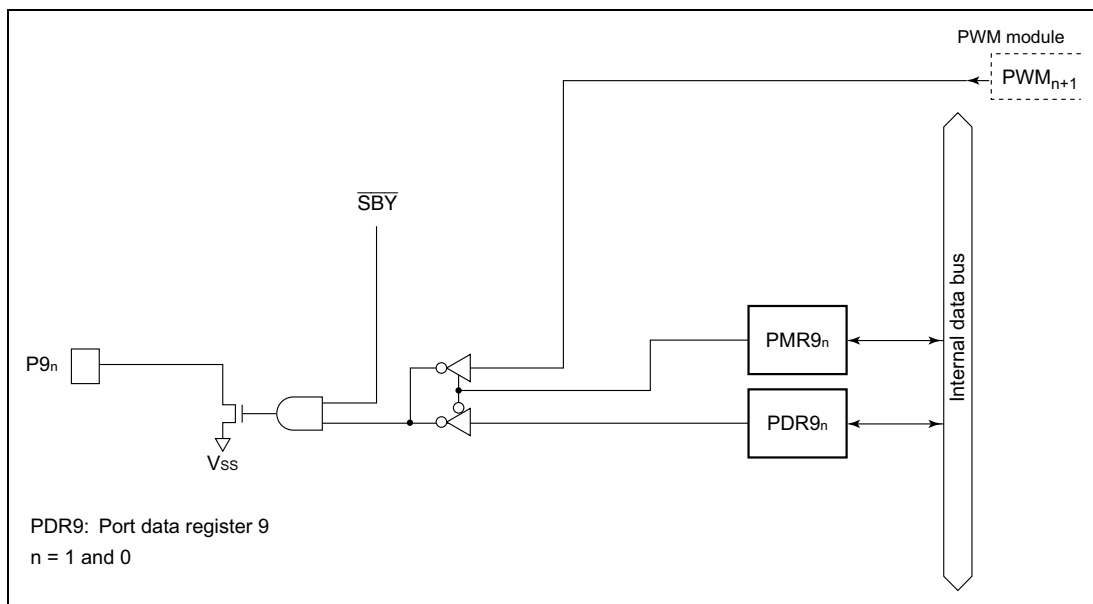 PWM module
PWMn+1
SBY
Internal data bus
PMR9n
P9n
PDR9n
VSS
PDR9: Port data register 9
n = 1 and 0